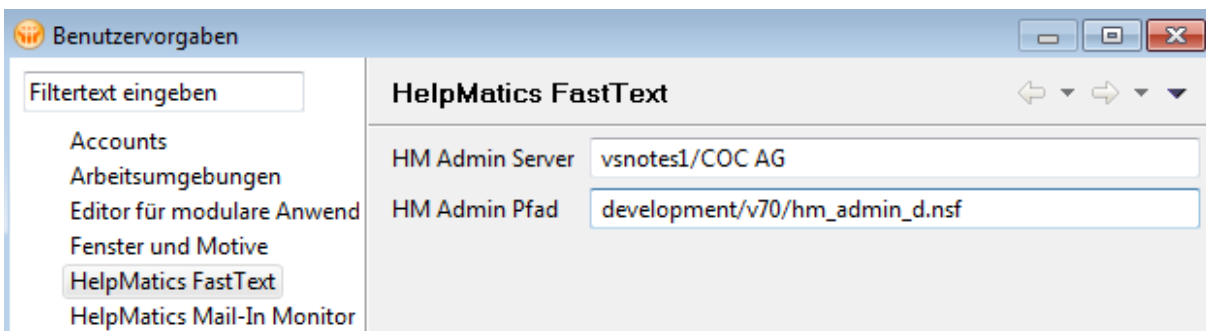 Benutzervorgaben
Filtertext eingeben
Accounts
Arbeitsumgebungen
Editor für modulare Anwend
Fenster und Motive
HelpMatics FastText
HelpMatics Mail-In Monitor
HelpMatics FastText
HM Admin Server vsnotes1/COC AG
HM Admin Pfad development/v70/hm_admin_d.nsf